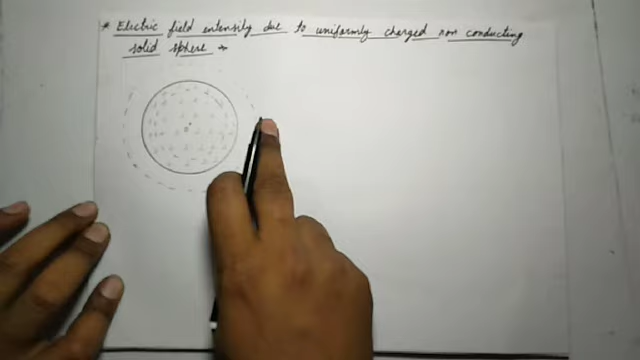 * Electric field intensity due to uniformly charged non conducting
solid sphere →